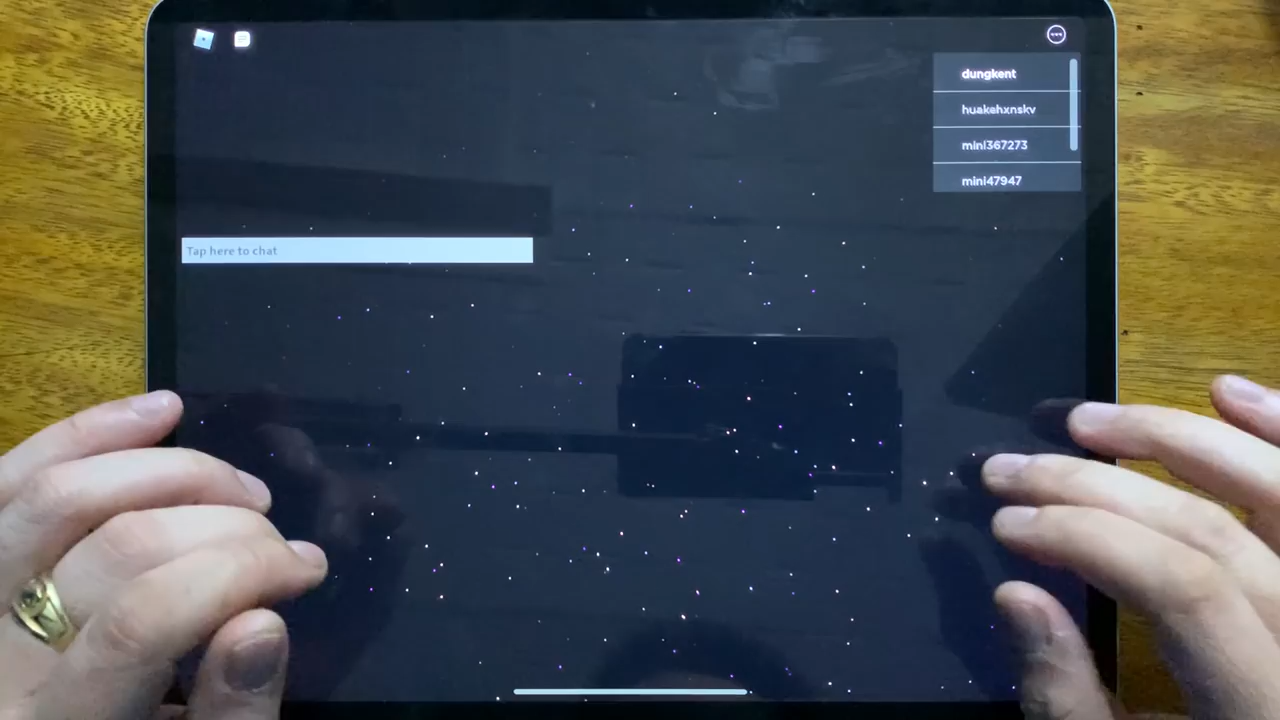 dungkent
huakehxnskv
mini367273
mini47947
Tap here to chat